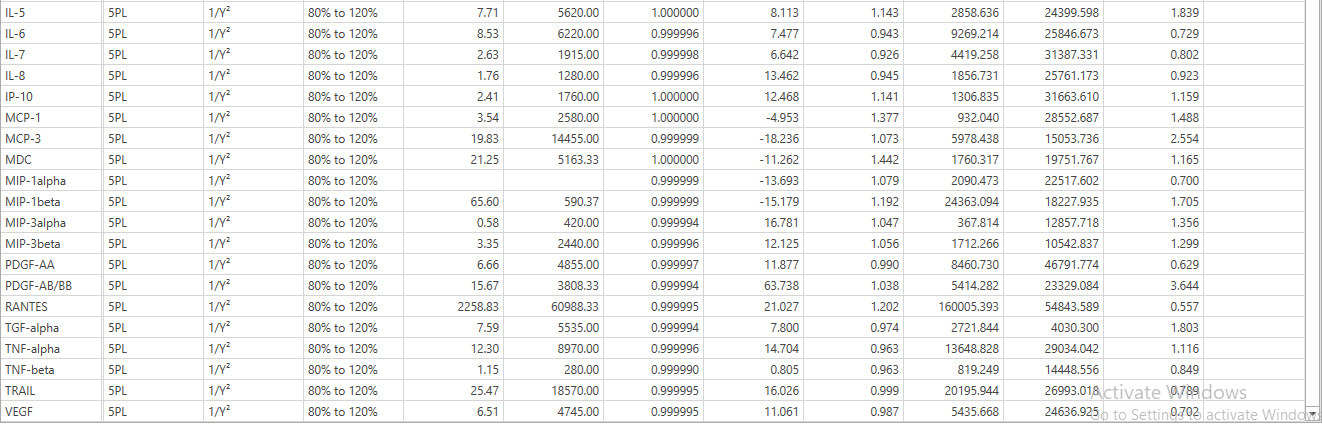 IL-5 5PL 1/Y² 80% to 120% 7.71 5620.00 1.000000 8.113 1.143 2858.636 24399.598 1.839
IL-6 5PL 1/Y² 80% to 120% 8.53 6220.00 0.999996 7.477 0.943 9269.214 25846.673 0.729
IL-7 5PL 1/Y² 80% to 120% 2.63 1915.00 0.999998 6.642 0.926 4419.258 31387.331 0.802
IL-8 5PL 1/Y² 80% to 120% 1.76 1280.00 0.999996 13.462 0.945 1856.731 25761.173 0.923
IP-10 5PL 1/Y² 80% to 120% 2.41 1760.00 1.000000 12.468 1.141 1306.835 31663.610 1.159
MCP-1 5PL 1/Y² 80% to 120% 3.54 2580.00 1.000000 -4.953 1.377 932.040 28552.687 1.488
MCP-3 5PL 1/Y² 80% to 120% 19.83 14455.00 0.999999 -18.236 1.073 5978.438 15053.736 2.554
MDC 5PL 1/Y² 80% to 120% 21.25 5163.33 1.000000 -11.262 1.442 1760.317 19751.767 1.165
MIP-1alpha 5PL 1/Y² 80% to 120% 0.999999 -13.693 1.079 2090.473 22517.602 0.700
MIP-1beta 5PL 1/Y² 80% to 120% 65.60 590.37 0.999999 -15.179 1.192 24363.094 18227.935 1.705
MIP-3alpha 5PL 1/Y² 80% to 120% 0.58 420.00 0.999994 16.781 1.047 367.814 12857.718 1.356
MIP-3beta 5PL 1/Y² 80% to 120% 3.35 2440.00 0.999996 12.125 1.056 1712.266 10542.837 1.299
PDGF-AA 5PL 1/Y² 80% to 120% 6.66 4855.00 0.999997 11.877 0.990 8460.730 46791.774 0.629
PDGF-AB/BB 5PL 1/Y² 80% to 120% 15.67 3808.33 0.999994 63.738 1.038 5414.282 23329.084 3.644
RANTES 5PL 1/Y² 80% to 120% 2258.83 60988.33 0.999995 21.027 1.202 160005.393 54843.589 0.557
TGF-alpha 5PL 1/Y² 80% to 120% 7.59 5535.00 0.999994 7.800 0.974 2721.844 4030.300 1.803
TNF-alpha 5PL 1/Y² 80% to 120% 12.30 8970.00 0.999996 14.704 0.963 13648.828 29034.042 1.116
TNF-beta 5PL 1/Y² 80% to 120% 1.15 280.00 0.999990 0.805 0.963 819.249 14448.556 0.849
TRAIL 5PL 1/Y² 80% to 120% 25.47 18570.00 0.999995 16.026 0.999 20195.944 26993.018 0.789
Activate Windows
VEGF 5PL 1/Y² 80% to 120% 6.51 4745.00 0.999995 11.061 0.987 5435.668 24636.925 0.702
Go to Settings to activate Windows